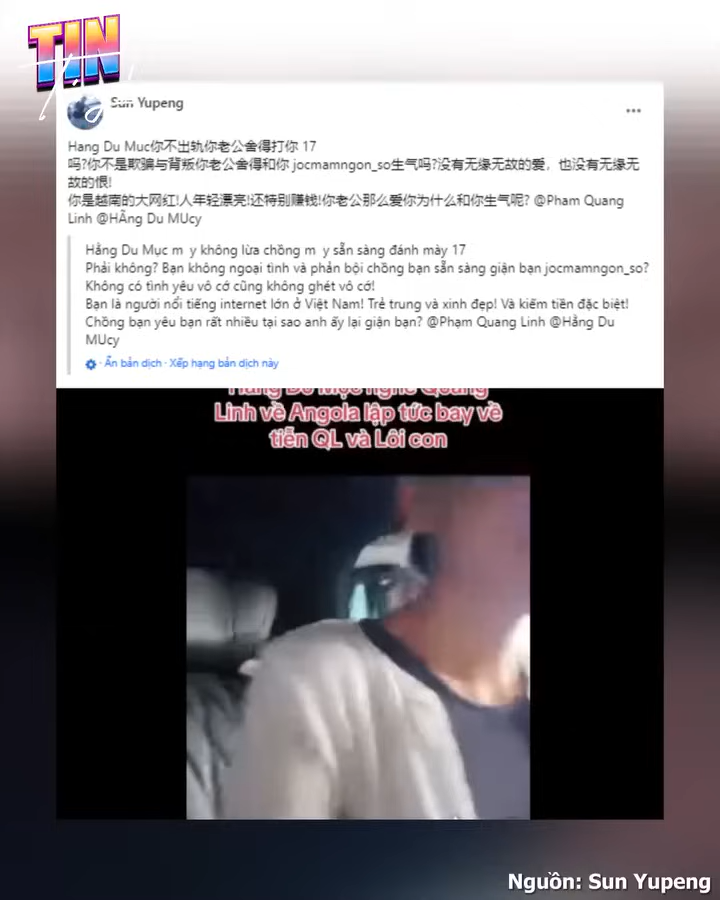 TIN
Sun Yupeng
Hang Du Muc你不出轨你老公舍得打你 17
吗?你不是欺骗与背叛你老公舍得和你 jocmamngon_so生气吗?没有无缘无故的爱，也没有无缘无
故的恨!
你是越南的大网红!人年轻漂亮!还特别赚钱!你老公那么爱你为什么和你生气呢? @Pham Quang
Linh @HÃng Du MUcy
Hằng Du Mục m y không lừa chồng m y sẵn sàng đánh mày 17
Phải không? Bạn không ngoại tình và phản bội chồng bạn sẵn sàng giận bạn jocmamngon_so?
Không có tình yêu vô cớ cũng không ghét vô cớ!
Bạn là người nổi tiếng internet lớn ở Việt Nam! Trẻ trung và xinh đẹp! Và kiếm tiền đặc biệt!
Chồng bạn yêu bạn rất nhiều tại sao anh ấy lại giận bạn? @Phạm Quang Linh @Hằng Du
MUcy
· Ẩn bản dịch · Xếp hạng bản dịch này
Hằng Du Mục nghe Quang
Linh về Angola lập tức bay về
tiễn QL và Lôi con
Nguồn: Sun Yupeng